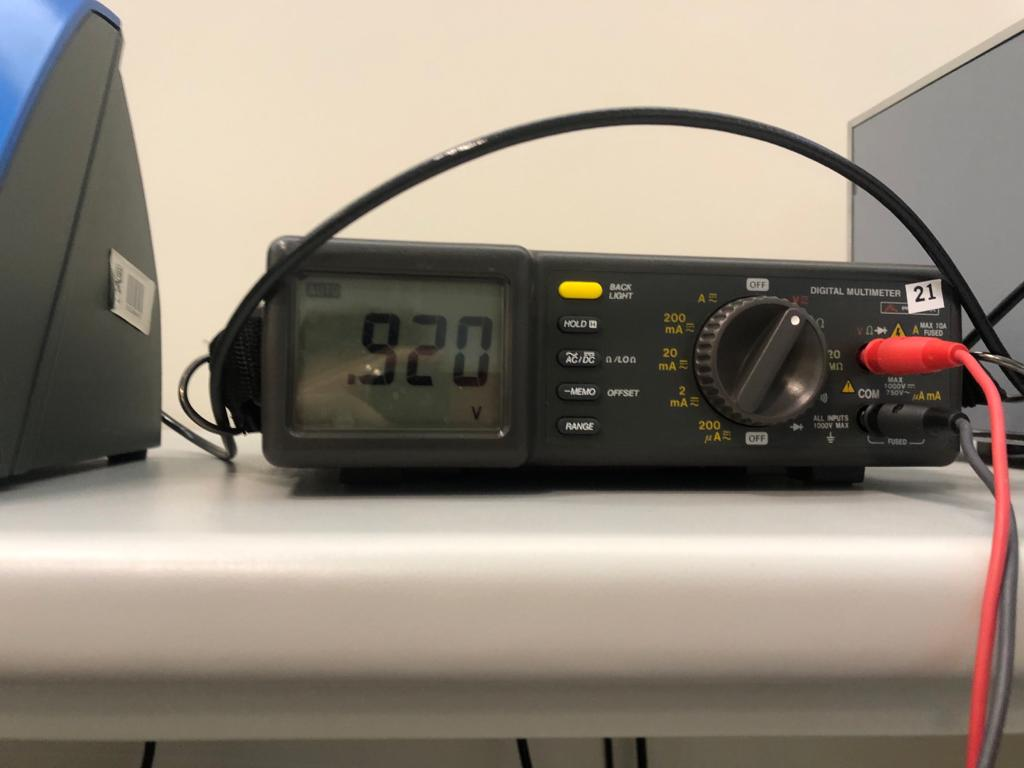 AUTO
.920
V
BACK
LIGHT
HOLD H
AC/DC
Ω/LOΩ
–MEMO
OFFSET
RANGE
OFF
A
200
mA
20
mA
2
mA
200
µA
OFF
V
Ω
20
MΩ
DIGITAL MULTIMETER
21
V Ω
MAX 10A
FUSED
MAX
1000V
750V~
COM
µA mA
ALL INPUTS
1000V MAX
FUSED